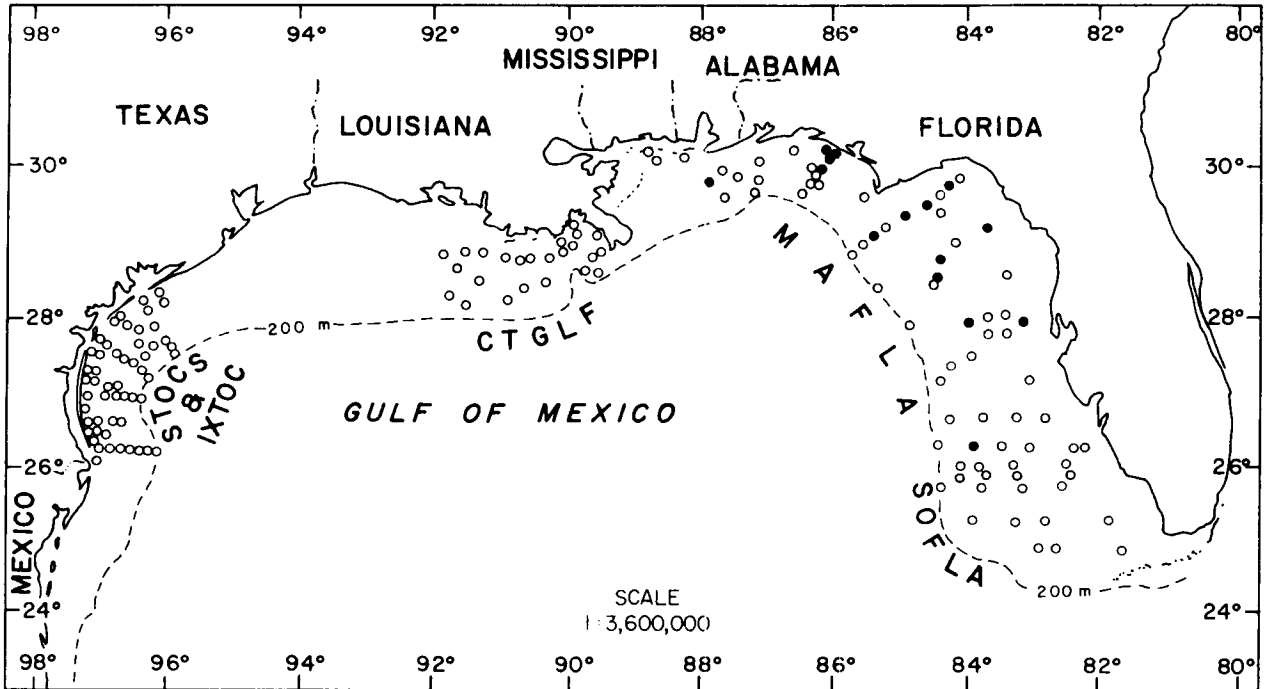 98° 96° 94° 92° 90° 88° 86° 84° 82° 80°
MISSISSIPPI ALABAMA
TEXAS LOUISIANA FLORIDA
30° 30°
28° 28°
200 m
CTGLF
MAFLA
STOCS
&
IXTOC
GULF OF MEXICO
26° 26°
SOFLA
MEXICO
200 m
SCALE
1:3,600,000
24° 24°
98° 96° 94° 92° 90° 88° 86° 84° 82° 80°